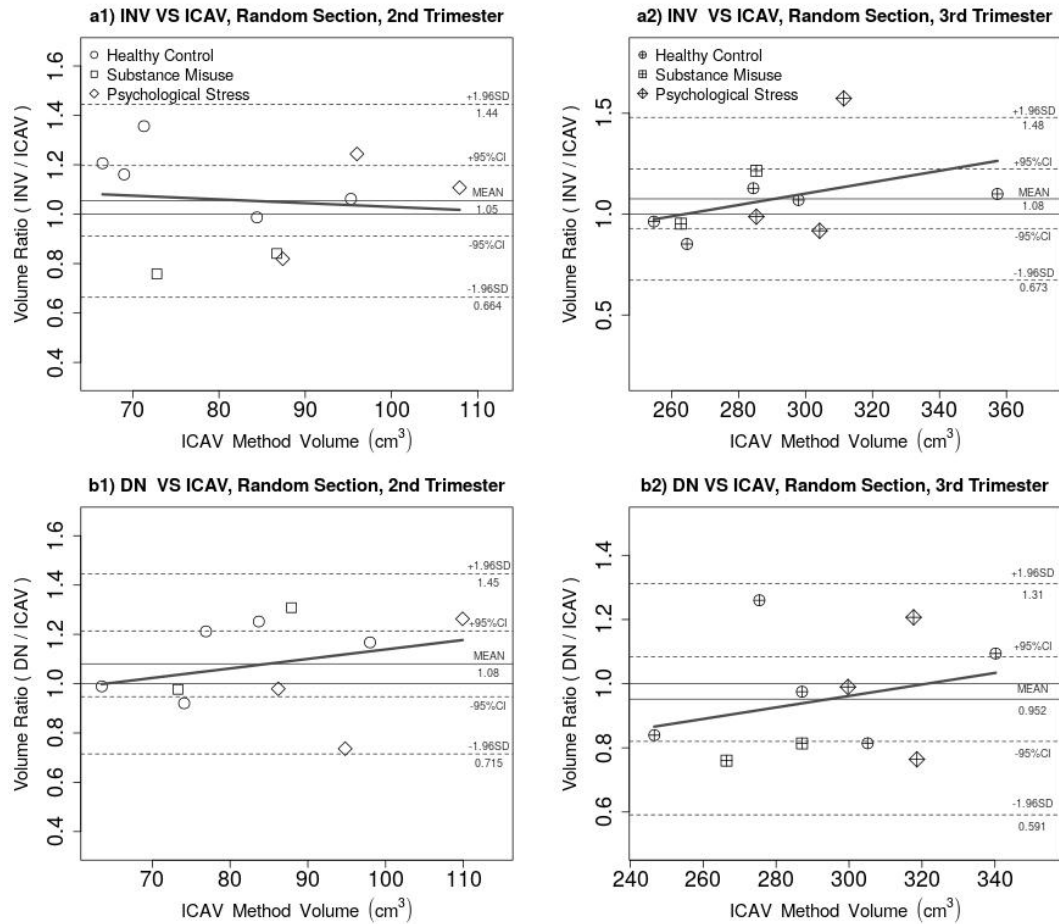 a1) INV VS ICAV, Random Section, 2nd Trimester
Volume Ratio ( INV / ICAV )
1.6
1.4
1.2
1.0
0.8
0.6
0.4
Healthy Control
Substance Misuse
Psychological Stress
+1.96SD
1.44
+95%CI
MEAN
1.05
-95%CI
-1.96SD
0.664
70 80 90 100 110
ICAV Method Volume (cm³)
a2) INV VS ICAV, Random Section, 3rd Trimester
Volume Ratio ( INV / ICAV )
1.5
1.0
0.5
Healthy Control
Substance Misuse
Psychological Stress
+1.96SD
1.48
+95%CI
MEAN
1.08
-95%CI
-1.96SD
0.673
260 280 300 320 340 360
ICAV Method Volume (cm³)
b1) DN VS ICAV, Random Section, 2nd Trimester
Volume Ratio ( DN / ICAV )
1.6
1.4
1.2
1.0
0.8
0.6
0.4
+1.96SD
1.45
+95%CI
MEAN
1.08
-95%CI
-1.96SD
0.715
70 80 90 100 110
ICAV Method Volume (cm³)
b2) DN VS ICAV, Random Section, 3rd Trimester
Volume Ratio ( DN / ICAV )
1.4
1.2
1.0
0.8
0.6
+1.96SD
1.31
+95%CI
MEAN
0.952
-95%CI
-1.96SD
0.591
240 260 280 300 320 340
ICAV Method Volume (cm³)